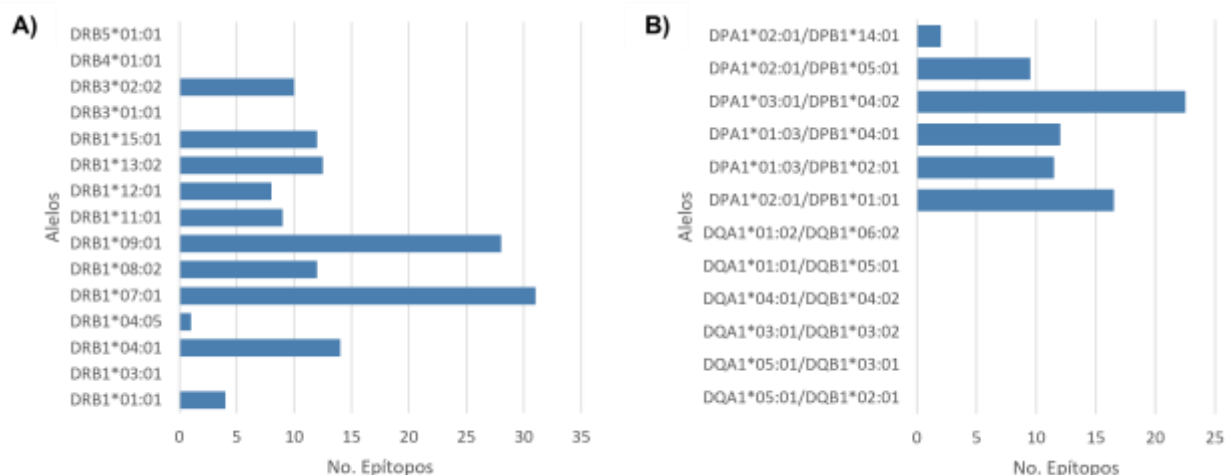 A)
DRB5*01:01
DRB4*01:01
DRB3*02:02
DRB3*01:01
DRB1*15:01
DRB1*13:02
DRB1*12:01
DRB1*11:01
DRB1*09:01
DRB1*08:02
DRB1*07:01
DRB1*04:05
DRB1*04:01
DRB1*03:01
DRB1*01:01
Alelos
0 5 10 15 20 25 30 35
No. Epítopos
B)
DPA1*02:01/DPB1*14:01
DPA1*02:01/DPB1*05:01
DPA1*03:01/DPB1*04:02
DPA1*01:03/DPB1*04:01
DPA1*01:03/DPB1*02:01
DPA1*02:01/DPB1*01:01
DQA1*01:02/DQB1*06:02
DQA1*01:01/DQB1*05:01
DQA1*04:01/DQB1*04:02
DQA1*03:01/DQB1*03:02
DQA1*05:01/DQB1*03:01
DQA1*05:01/DQB1*02:01
Alelos
0 5 10 15 20 25
No. Epítopos